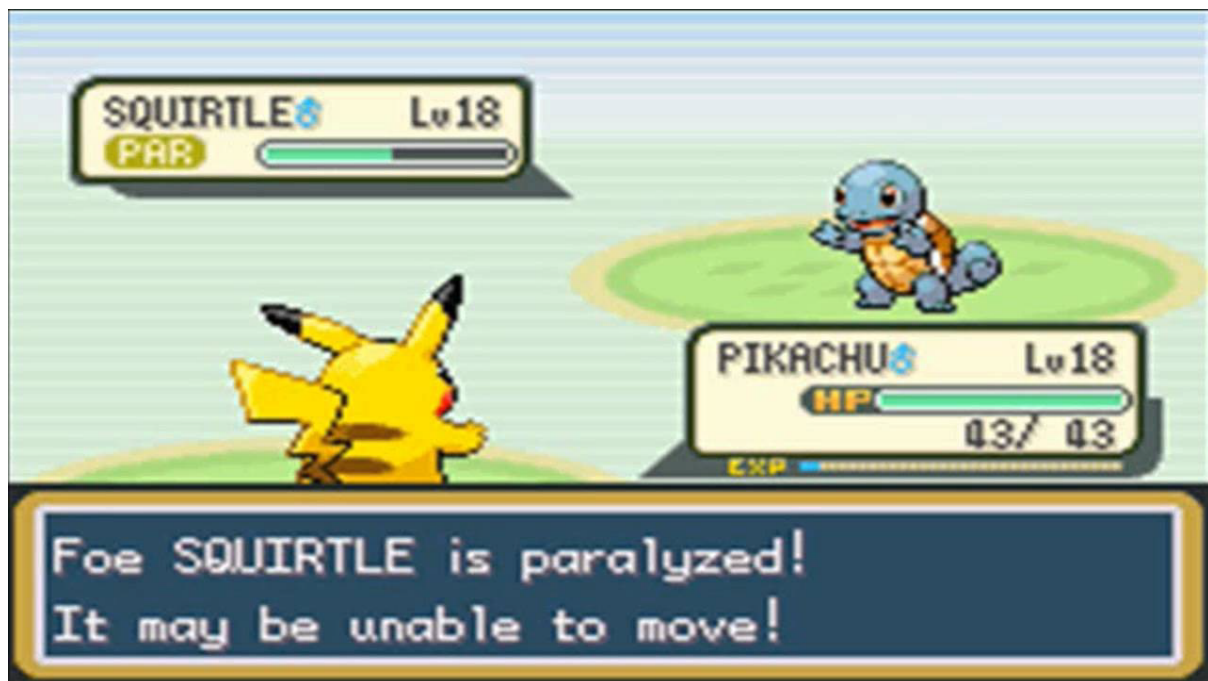 SQUIRTLE♂ Lv18
PAR
PIKACHU♂ Lv18
HP
43/ 43
EXP
Foe SQUIRTLE is paralyzed!
It may be unable to move!